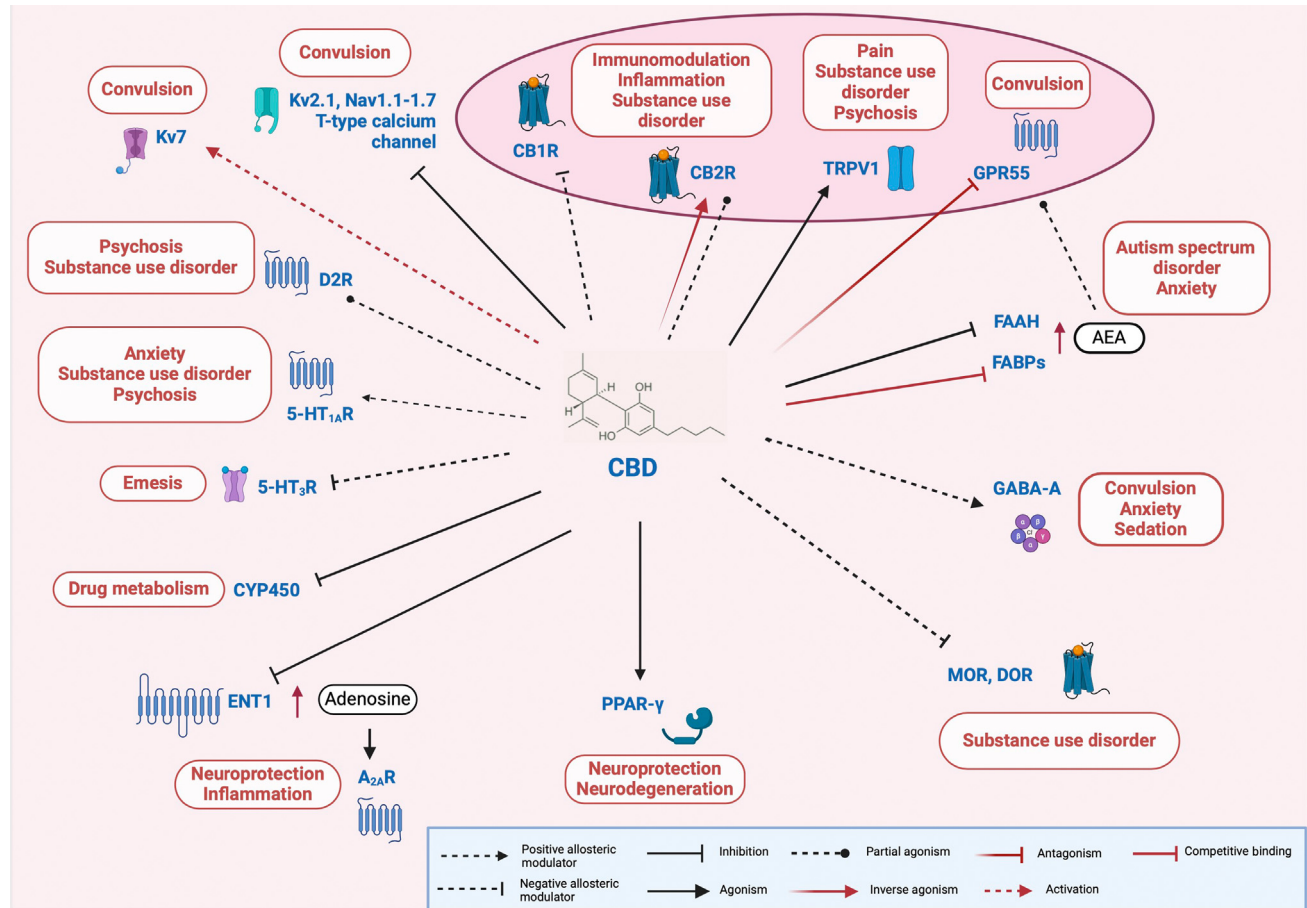 Convulsion
Kv7
Convulsion
Kv2.1, Nav1.1-1.7
T-type calcium
channel
CB1R
Immunomodulation
Inflammation
Substance use
disorder
CB2R
Pain
Substance use
disorder
Psychosis
TRPV1
Convulsion
GPR55
Psychosis
Substance use disorder
D2R
Autism spectrum
disorder
Anxiety
FAAH
FABPs
AEA
Anxiety
Substance use disorder
Psychosis
5-HT1AR
H
H
OH
HO
CBD
Emesis
5-HT3R
GABA-A
α
β
β
Cl
γ
α
Convulsion
Anxiety
Sedation
Drug metabolism
CYP450
ENT1
Adenosine
Neuroprotection
Inflammation
A2AR
PPAR-γ
Neuroprotection
Neurodegeneration
MOR, DOR
Substance use disorder
Positive allosteric
modulator
Inhibition
Partial agonism
Antagonism
Competitive binding
Negative allosteric
modulator
Agonism
Inverse agonism
Activation